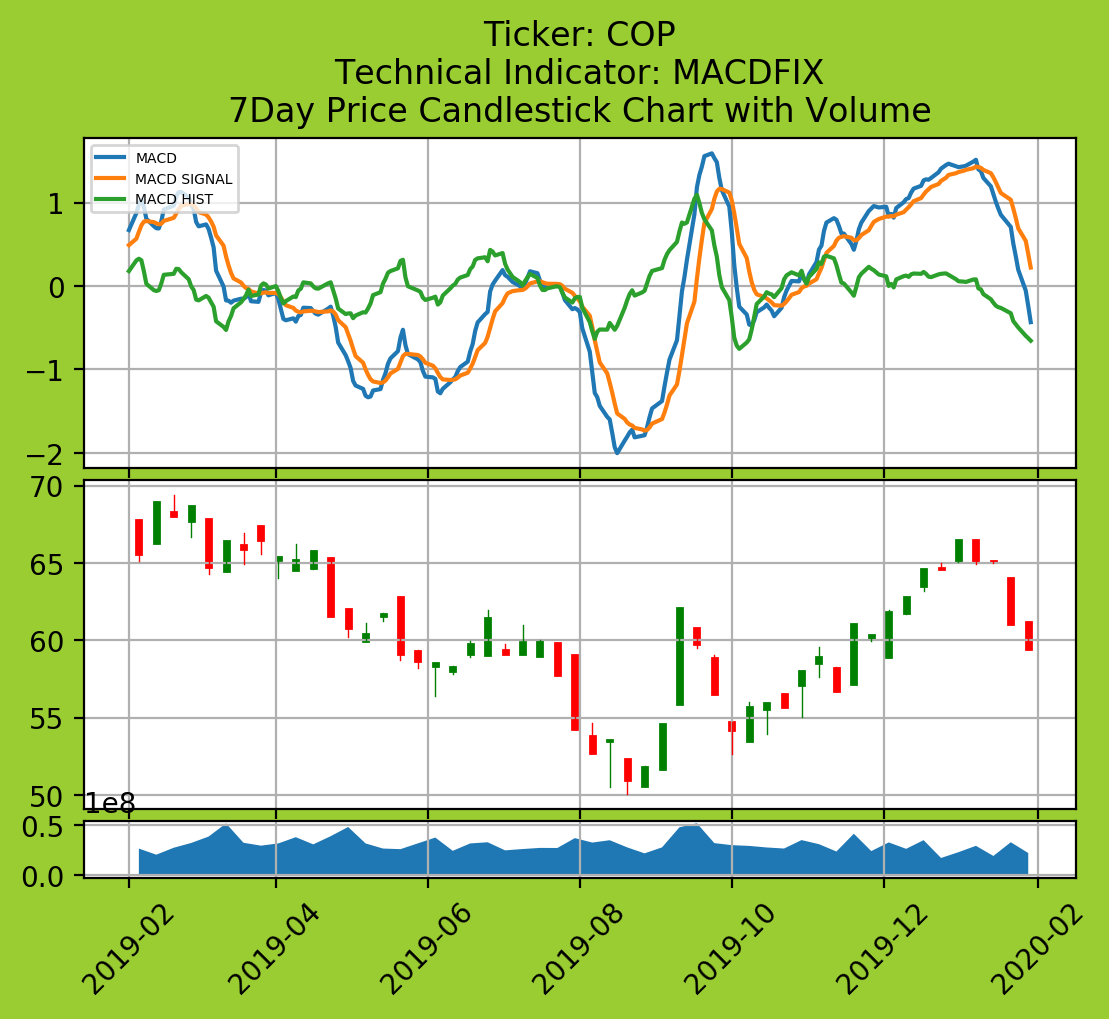 Ticker: COP
Technical Indicator: MACDFIX
7Day Price Candlestick Chart with Volume
MACD
MACD SIGNAL
MACD HIST
1
0
−1
−2
70
65
60
55
50
1e8
0.5
0.0
2019-02
2019-04
2019-06
2019-08
2019-10
2019-12
2020-02